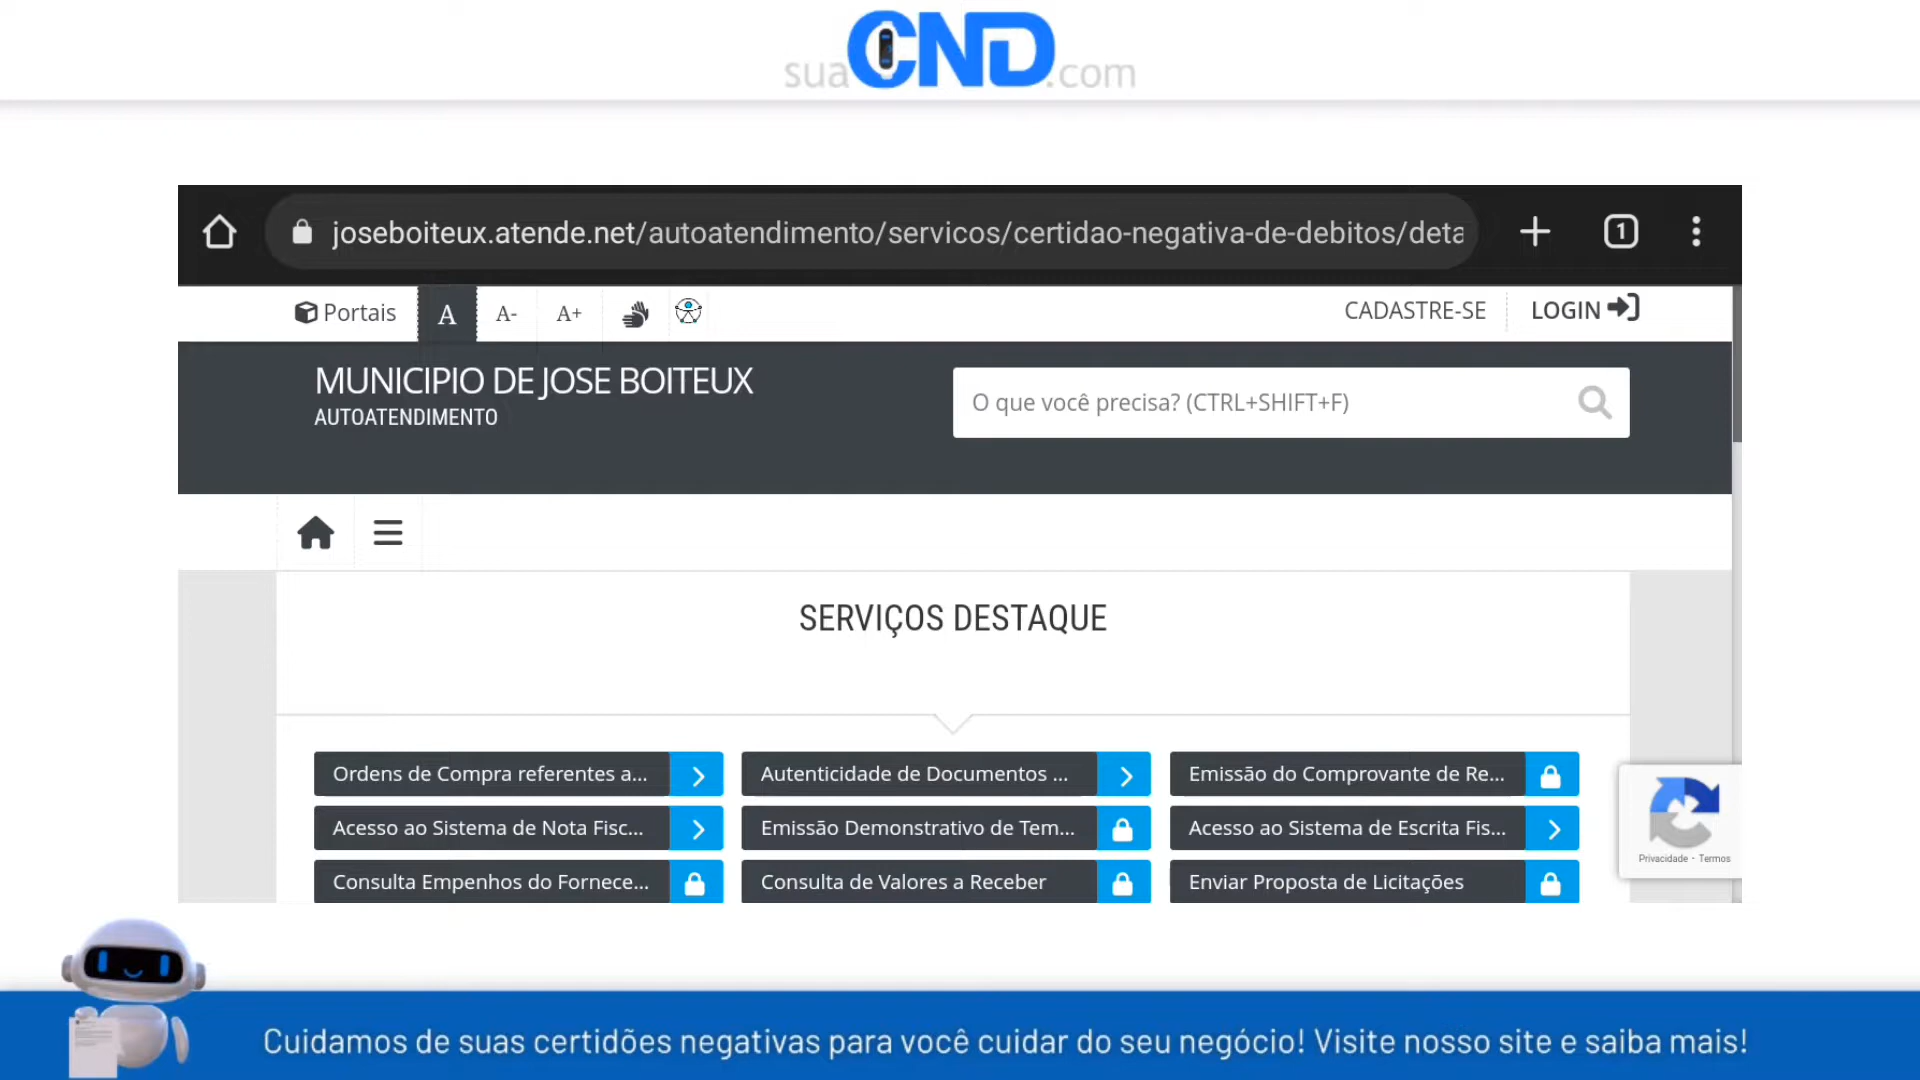 suaCND.com
joseboiteux.atende.net/autoatendimento/servicos/certidao-negativa-de-debitos/deta
1
Portais
A
A-
A+
CADASTRE-SE
LOGIN
MUNICIPIO DE JOSE BOITEUX
AUTOATENDIMENTO
O que você precisa? (CTRL+SHIFT+F)
SERVIÇOS DESTAQUE
Ordens de Compra referentes a...
Autenticidade de Documentos ...
Emissão do Comprovante de Re...
Acesso ao Sistema de Nota Fisc...
Emissão Demonstrativo de Tem...
Acesso ao Sistema de Escrita Fis...
Consulta Empenhos do Fornece...
Consulta de Valores a Receber
Enviar Proposta de Licitações
Privacidade - Termos
Cuidamos de suas certidões negativas para você cuidar do seu negócio! Visite nosso site e saiba mais!